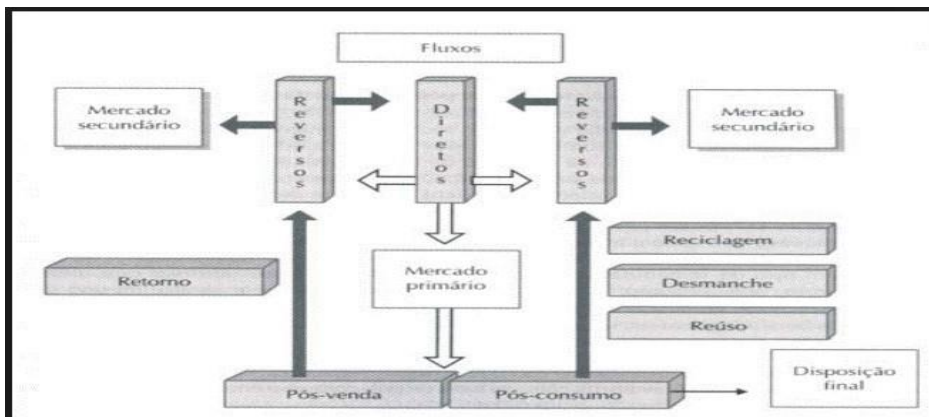 Fluxos
Mercado
secundário
Reversos
Diretos
Reversos
Mercado
secundário
Retorno
Mercado
primário
Reciclagem
Desmanche
Reúso
Pós-venda
Pós-consumo
Disposição
final